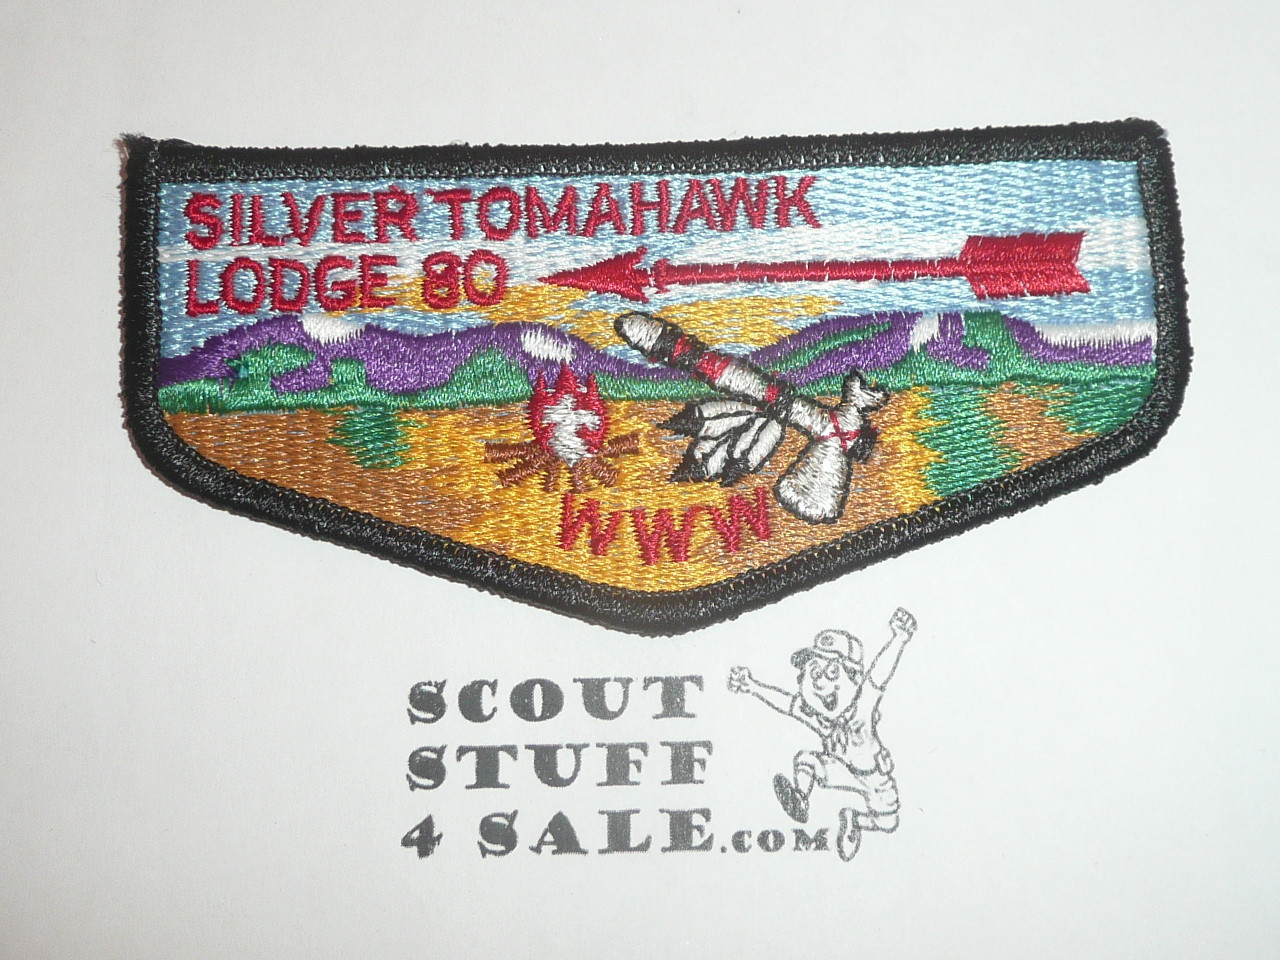 SILVER TOMAHAWK
LODGE 80
WWW
SCOUT
STUFF
4 SALE.COM